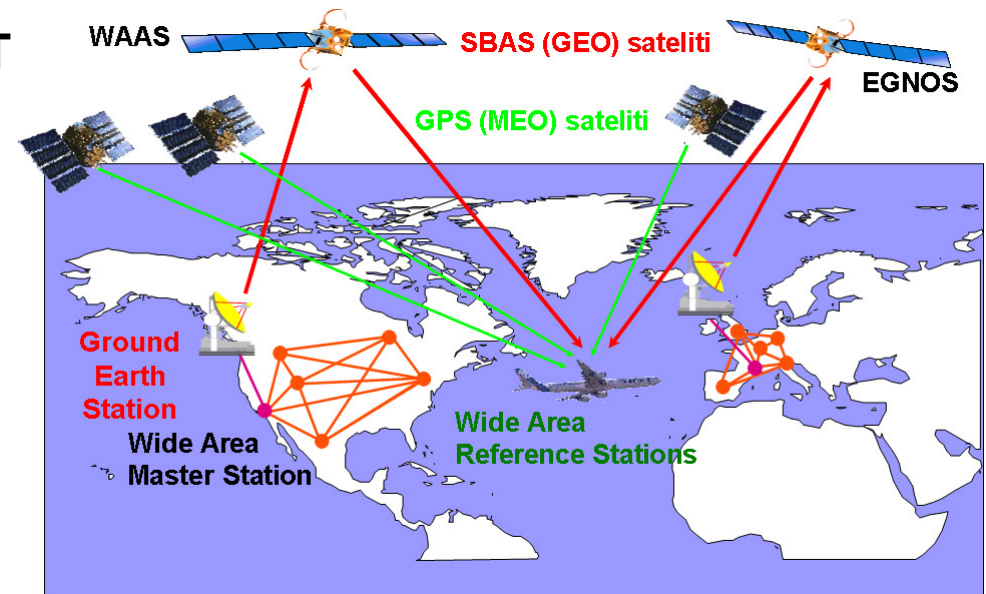 T
WAAS
SBAS (GEO) sateliti
EGNOS
GPS (MEO) sateliti
Ground
Earth
Station
Wide Area
Master Station
Wide Area
Reference Stations